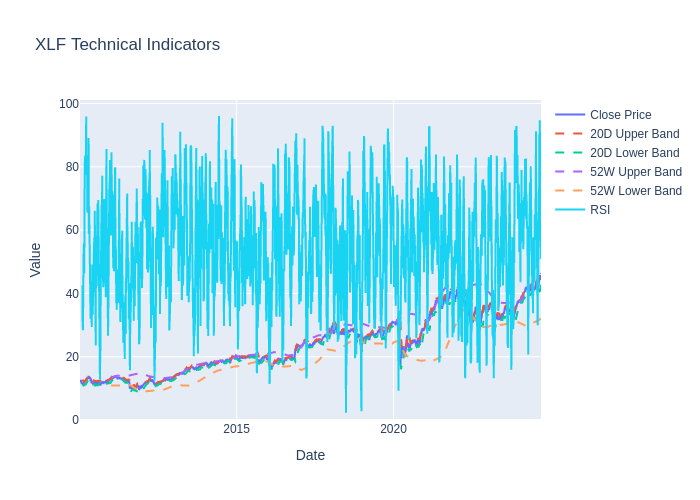 XLF Technical Indicators
100
80
60
40
20
0
Value
2015
2020
Date
Close Price
20D Upper Band
20D Lower Band
52W Upper Band
52W Lower Band
RSI